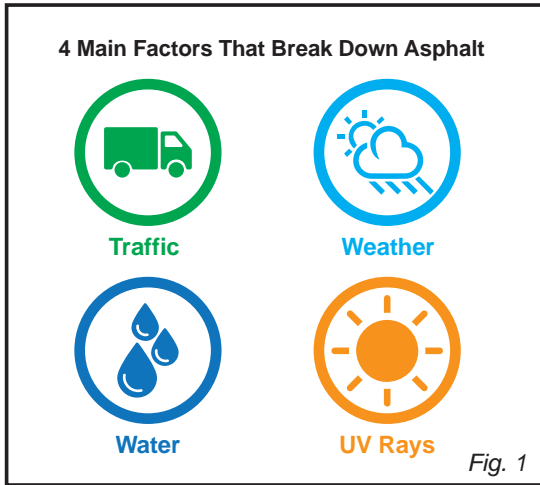 4 Main Factors That Break Down Asphalt
Traffic
Weather
Water
UV Rays
Fig. 1